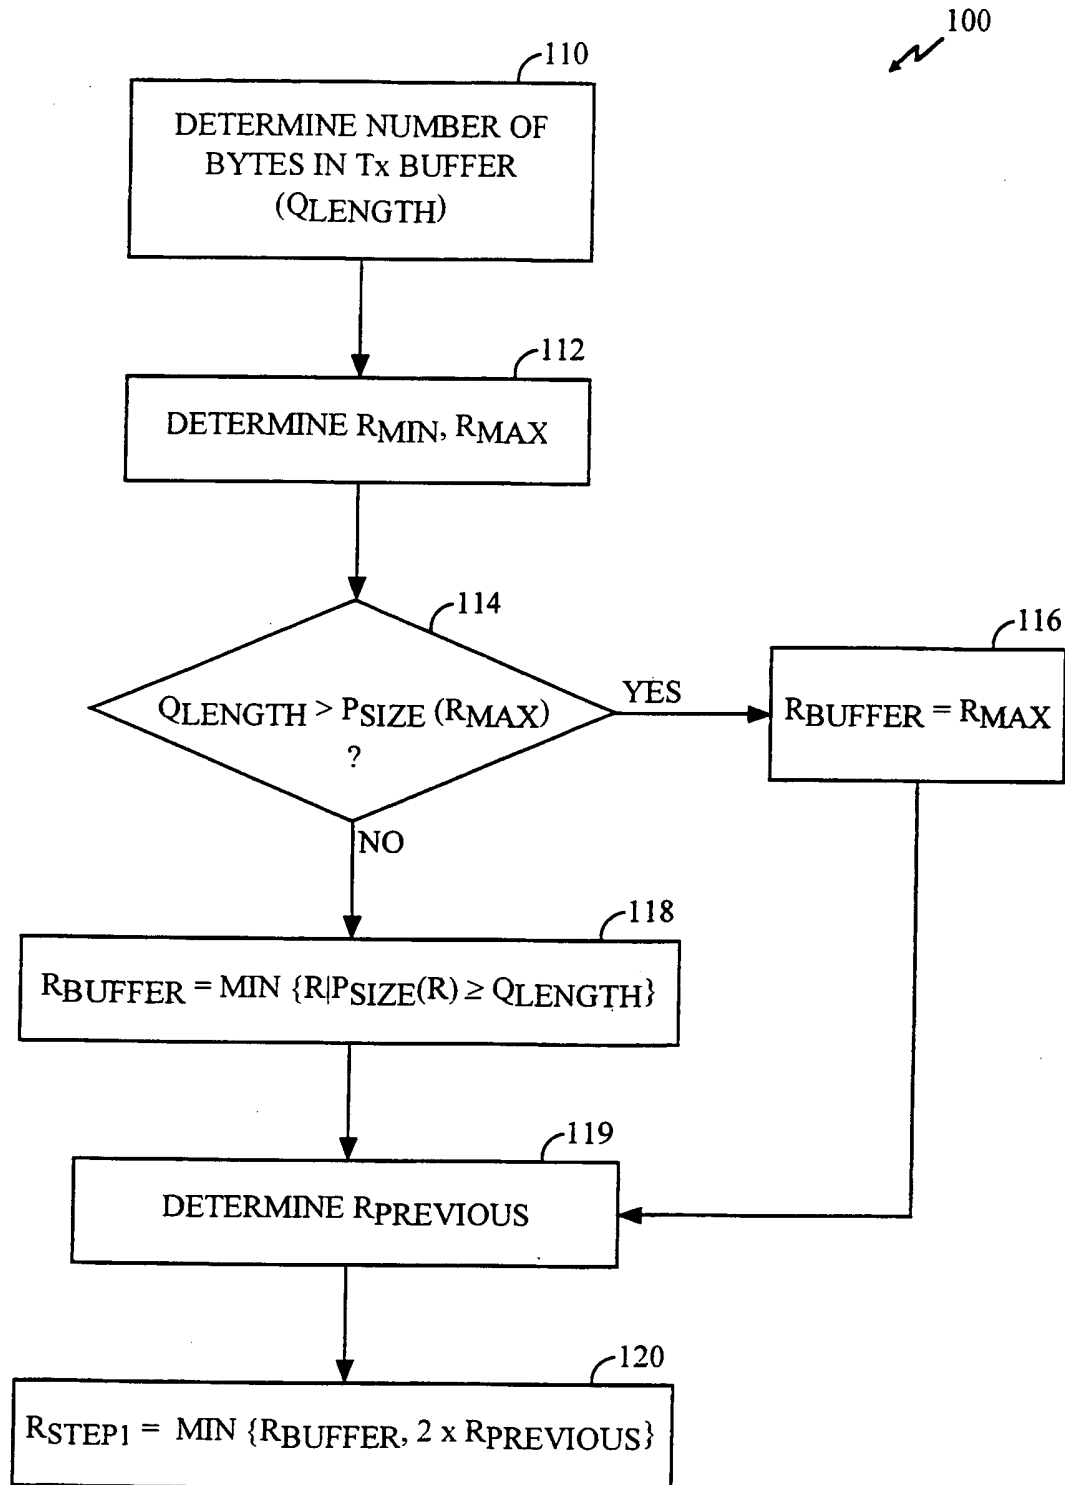 100
110
DETERMINE NUMBER OF
BYTES IN Tx BUFFER
(QLENGTH)
112
DETERMINE RMIN, RMAX
114
QLENGTH > PSIZE (RMAX)
?
YES
116
RBUFFER = RMAX
NO
118
RBUFFER = MIN {R|PSIZE(R) ≥ QLENGTH}
119
DETERMINE RPREVIOUS
120
RSTEP1 = MIN {RBUFFER, 2 x RPREVIOUS}